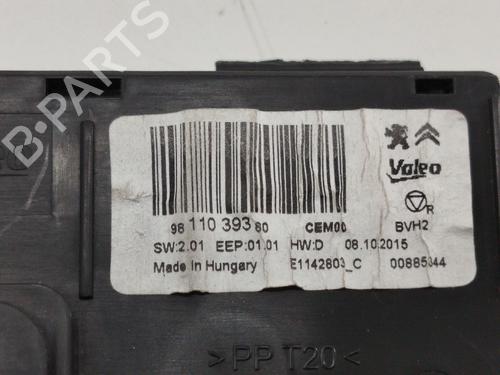 B-PARTS
98 110 393 80
CEM00
Valeo
R
BVH2
SW:2.01 EEP:01.01 HW:D 08.10.2015
Made In Hungary E1142803_C 00885344
>PP T20<